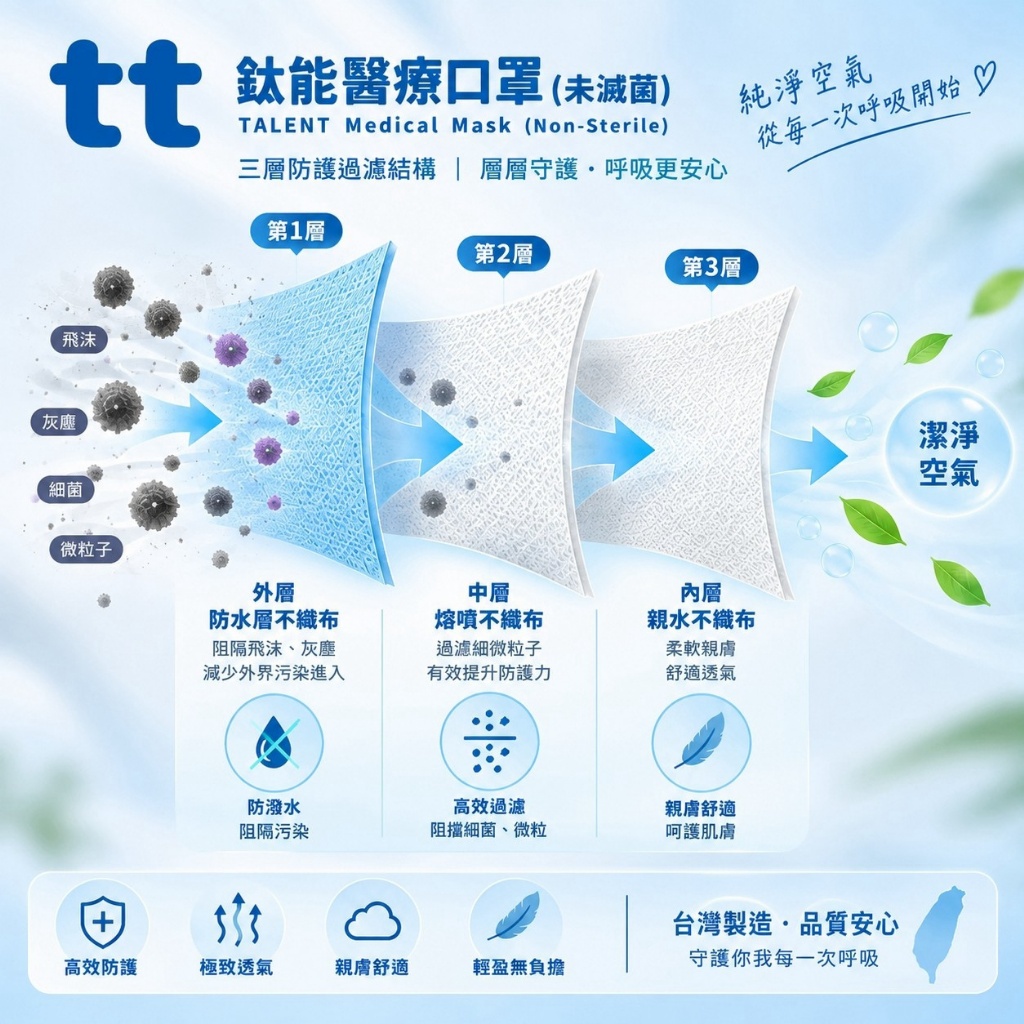 tt
鈦能醫療口罩(未滅菌)
TALENT Medical Mask (Non-Sterile)
三層防護過濾結構 | 層層守護・呼吸更安心
純淨空氣
從每一次呼吸開始♡
第1層
第2層
第3層
飛沫
灰塵
細菌
微粒子
潔淨
空氣
外層
防水層不織布
阻隔飛沫、灰塵
減少外界污染進入
防潑水
阻隔污染
中層
熔噴不織布
過濾細微粒子
有效提升防護力
高效過濾
阻擋細菌、微粒
內層
親水不織布
柔軟親膚
舒適透氣
親膚舒適
呵護肌膚
高效防護
極致透氣
親膚舒適
輕盈無負擔
台灣製造・品質安心
守護你我每一次呼吸